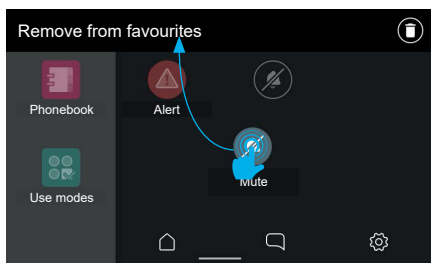 Remove from favourites
Phonebook
Alert
Mute
Use modes